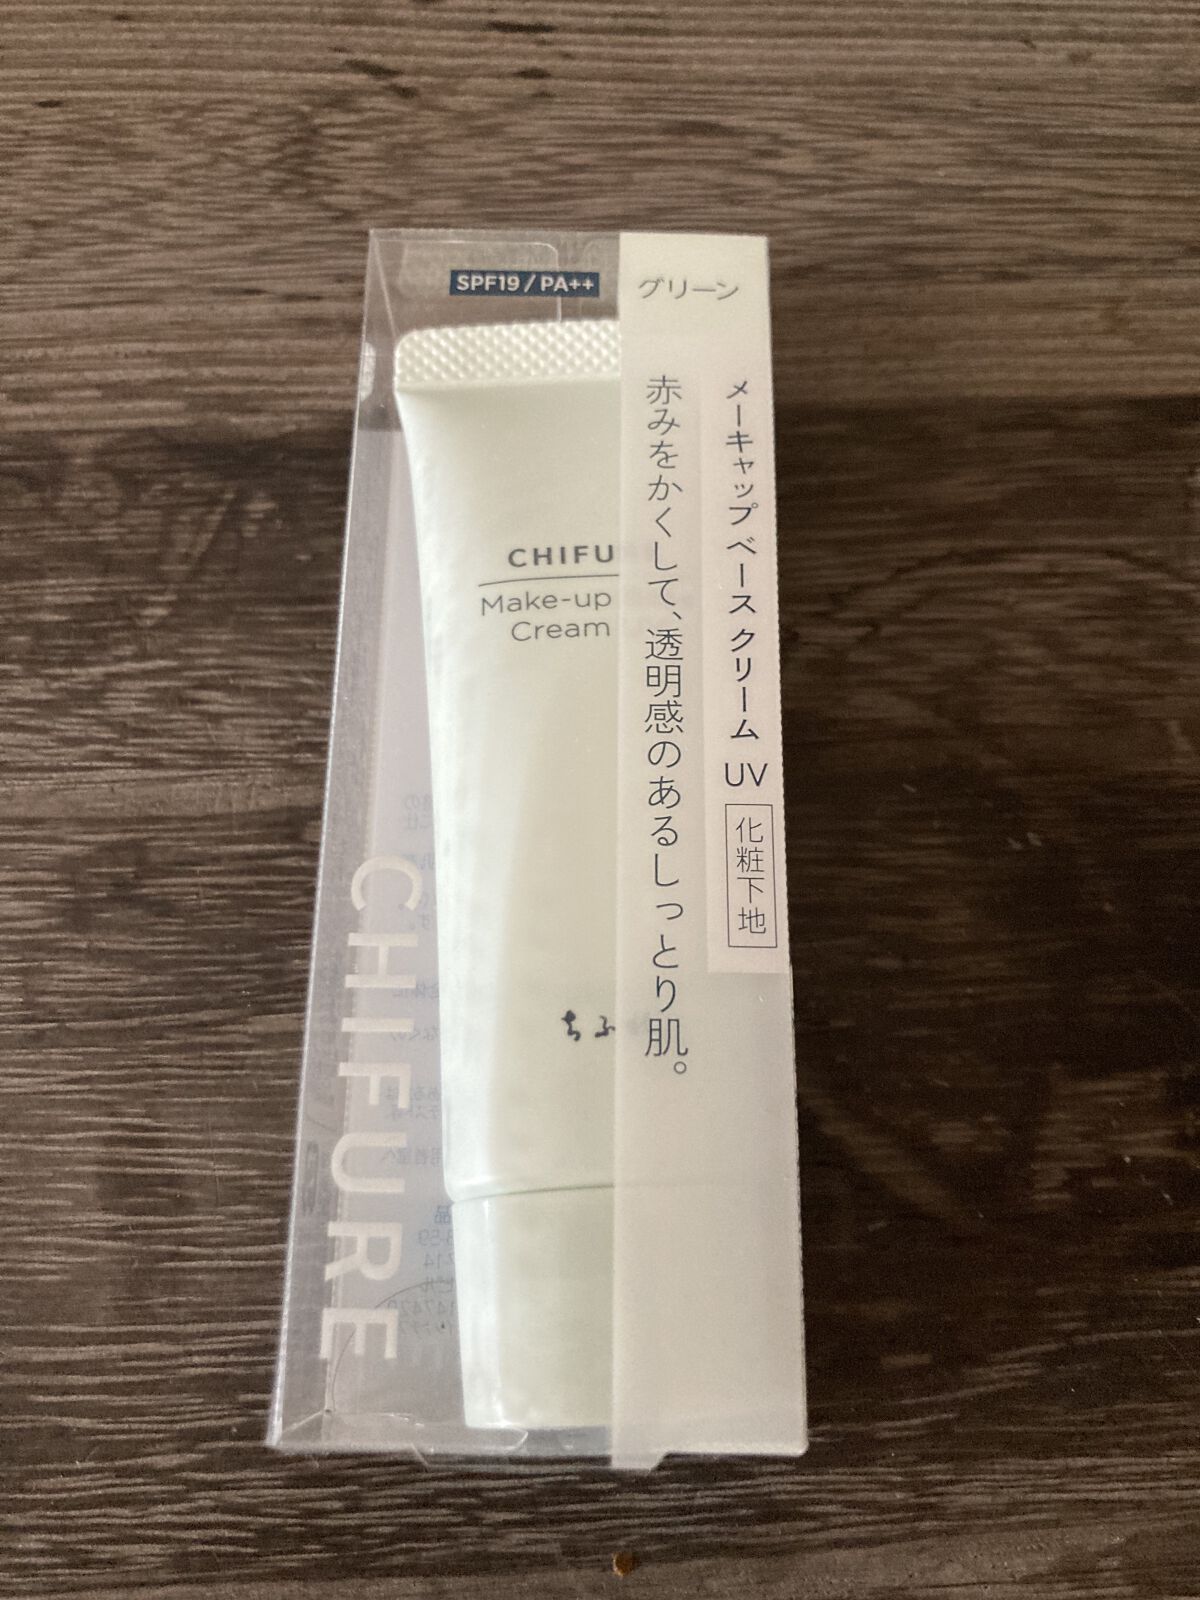 SPF19 / PA++
グリーン
メーキャップ ベース クリーム UV
化粧下地
赤みをかくして、透明感のあるしっとり肌。
CHIFU
Make-up
Cream
ちふ
CHIFURE